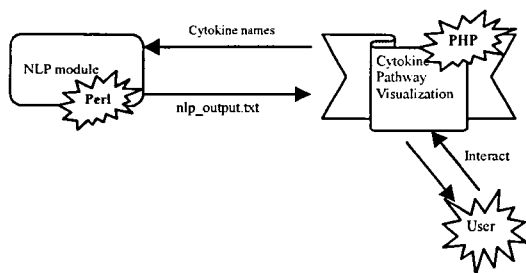 Cytokine names
PHP
NLP module
Cytokine
Pathway
Visualization
Perl
nlp_output.txt
Interact
User